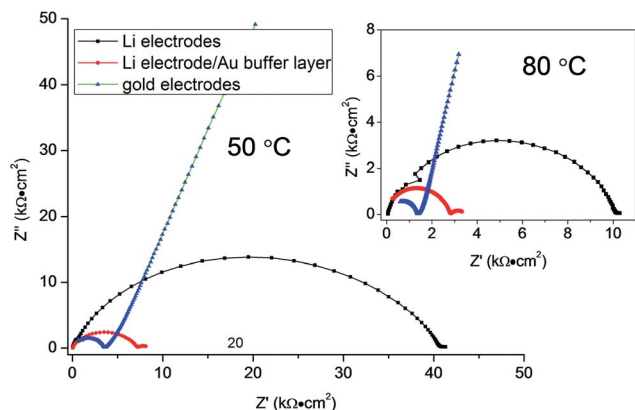 Li electrodes
Li electrode/Au buffer layer
gold electrodes
50 °C
Z'' (kΩ•cm²)
50
40
30
20
10
0
20
0 10 20 30 40 50
Z' (kΩ•cm²)
80 °C
Z'' (kΩ•cm²)
8
6
4
2
0
0 2 4 6 8 10
Z' (kΩ•cm²)